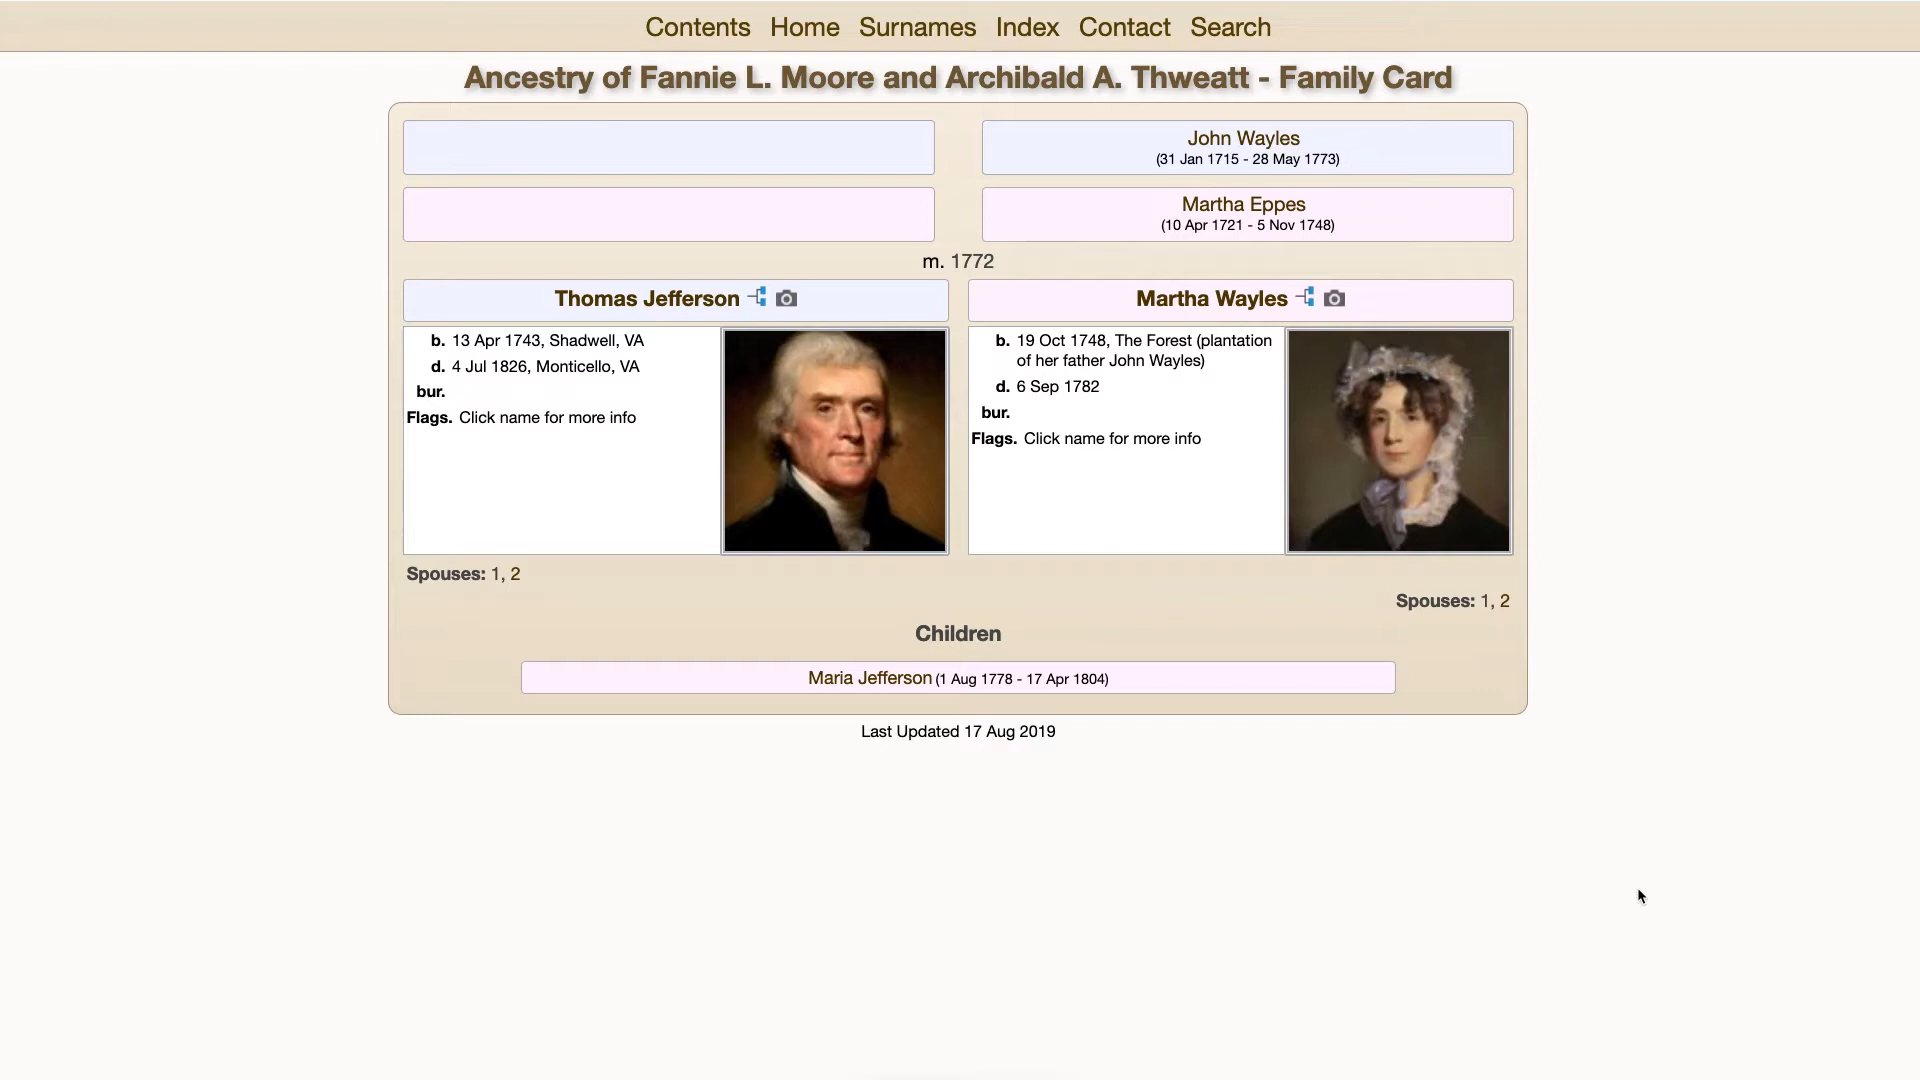 Contents Home Surnames Index Contact Search
Ancestry of Fannie L. Moore and Archibald A. Thweatt - Family Card
John Wayles
(31 Jan 1715 - 28 May 1773)
Martha Eppes
(10 Apr 1721 - 5 Nov 1748)
m. 1772
Thomas Jefferson
b. 13 Apr 1743, Shadwell, VA
d. 4 Jul 1826, Monticello, VA
bur.
Flags. Click name for more info
Martha Wayles
b. 19 Oct 1748, The Forest (plantation
of her father John Wayles)
d. 6 Sep 1782
bur.
Flags. Click name for more info
Spouses: 1, 2
Spouses: 1, 2
Children
Maria Jefferson (1 Aug 1778 - 17 Apr 1804)
Last Updated 17 Aug 2019